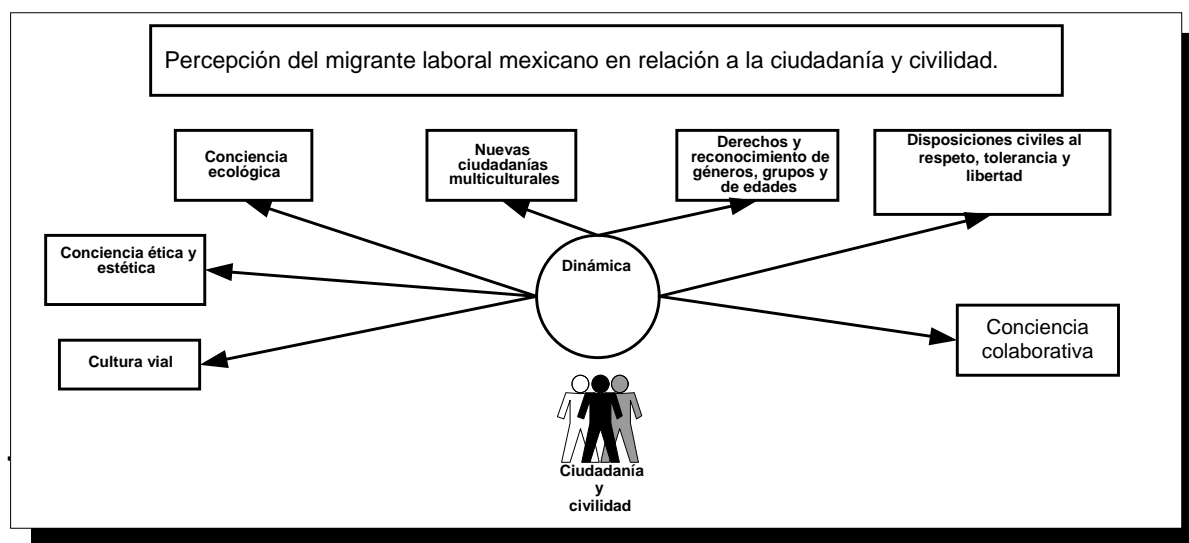 Percepción del migrante laboral mexicano en relación a la ciudadanía y civilidad.
Conciencia
ecológica
Nuevas
ciudadanías
multiculturales
Derechos y
reconocimiento de
géneros, grupos y
de edades
Disposiciones civiles al
respeto, tolerancia y
libertad
Conciencia ética y
estética
Dinámica
Cultura vial
Conciencia
colaborativa
Ciudadanía
y
civilidad